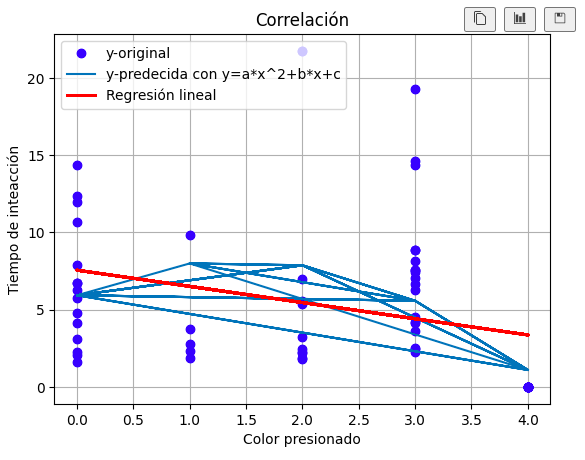 Correlación
y-original
y-predecida con y=a*x^2+b*x+c
Regresión lineal
Tiempo de inteacción
20
15
10
5
0
0.0 0.5 1.0 1.5 2.0 2.5 3.0 3.5 4.0
Color presionado